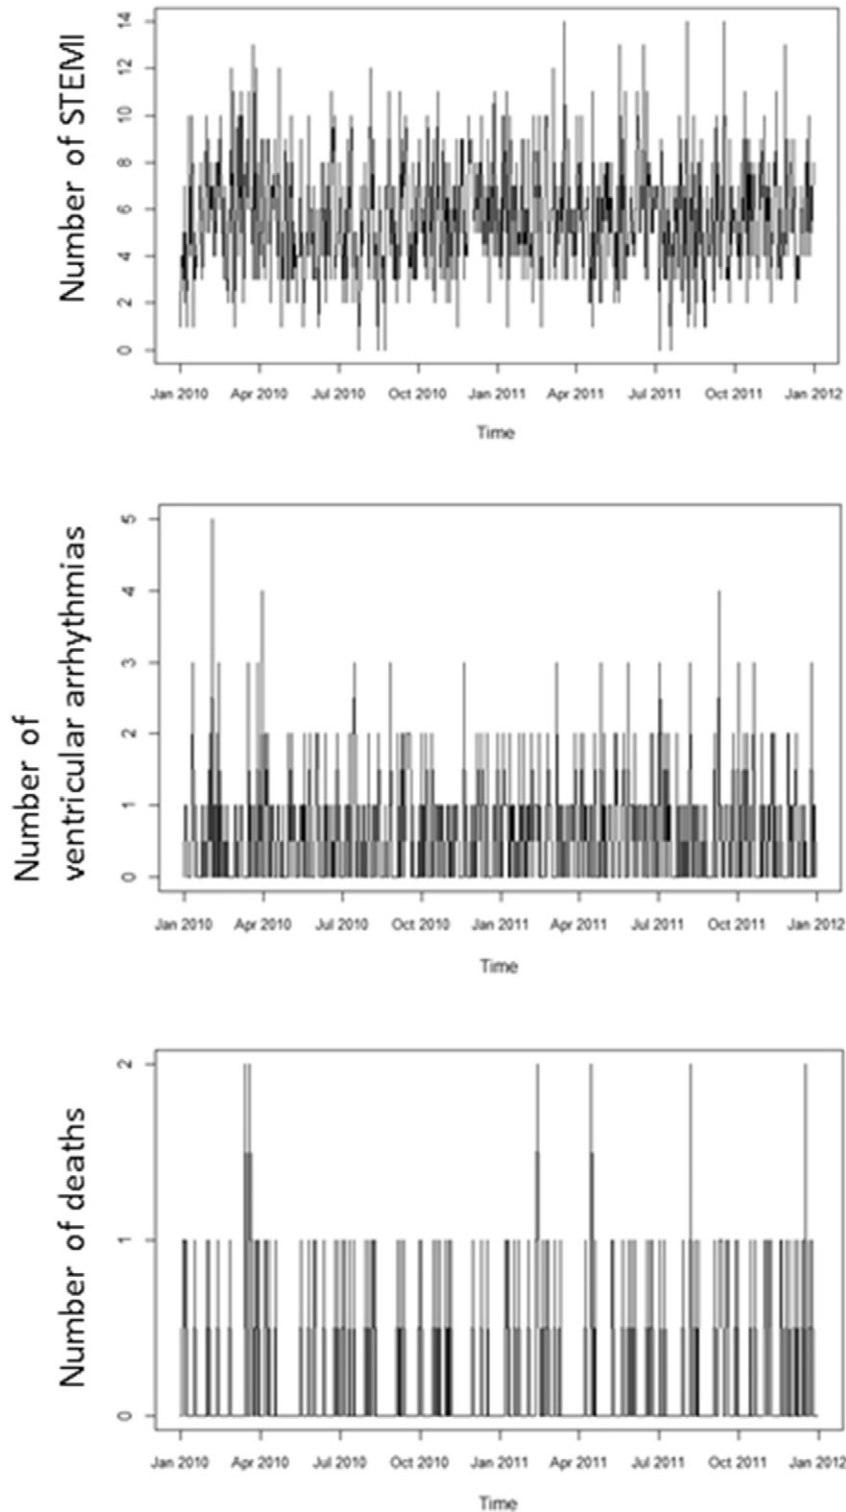 Number of STEMI
14
12
10
8
6
4
2
0
Jan 2010 Apr 2010 Jul 2010 Oct 2010 Jan 2011 Apr 2011 Jul 2011 Oct 2011 Jan 2012
Time
Number of
ventricular arrhythmias
5
4
3
2
1
0
Jan 2010 Apr 2010 Jul 2010 Oct 2010 Jan 2011 Apr 2011 Jul 2011 Oct 2011 Jan 2012
Time
Number of deaths
2
1
0
Jan 2010 Apr 2010 Jul 2010 Oct 2010 Jan 2011 Apr 2011 Jul 2011 Oct 2011 Jan 2012
Time